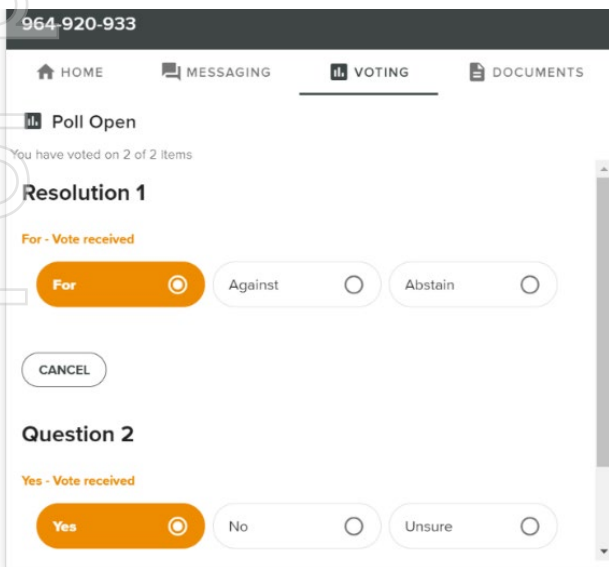 964-920-933
HOME MESSAGING VOTING DOCUMENTS
Poll Open
You have voted on 2 of 2 items
Resolution 1
For - Vote received
For Against Abstain
CANCEL
Question 2
Yes - Vote received
Yes No Unsure